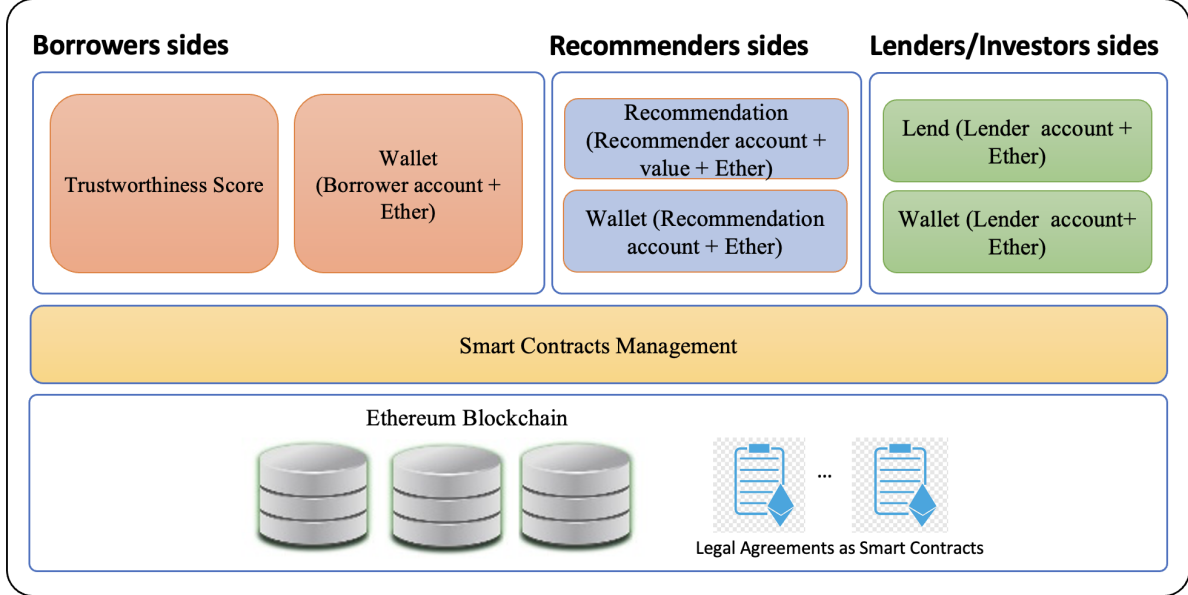 Borrowers sides
Recommenders sides
Lenders/Investors sides
Trustworthiness Score
Wallet
(Borrower account +
Ether)
Recommendation
(Recommender account +
value + Ether)
Wallet (Recommendation
account + Ether)
Lend (Lender account +
Ether)
Wallet (Lender account+
Ether)
Smart Contracts Management
Ethereum Blockchain
...
Legal Agreements as Smart Contracts